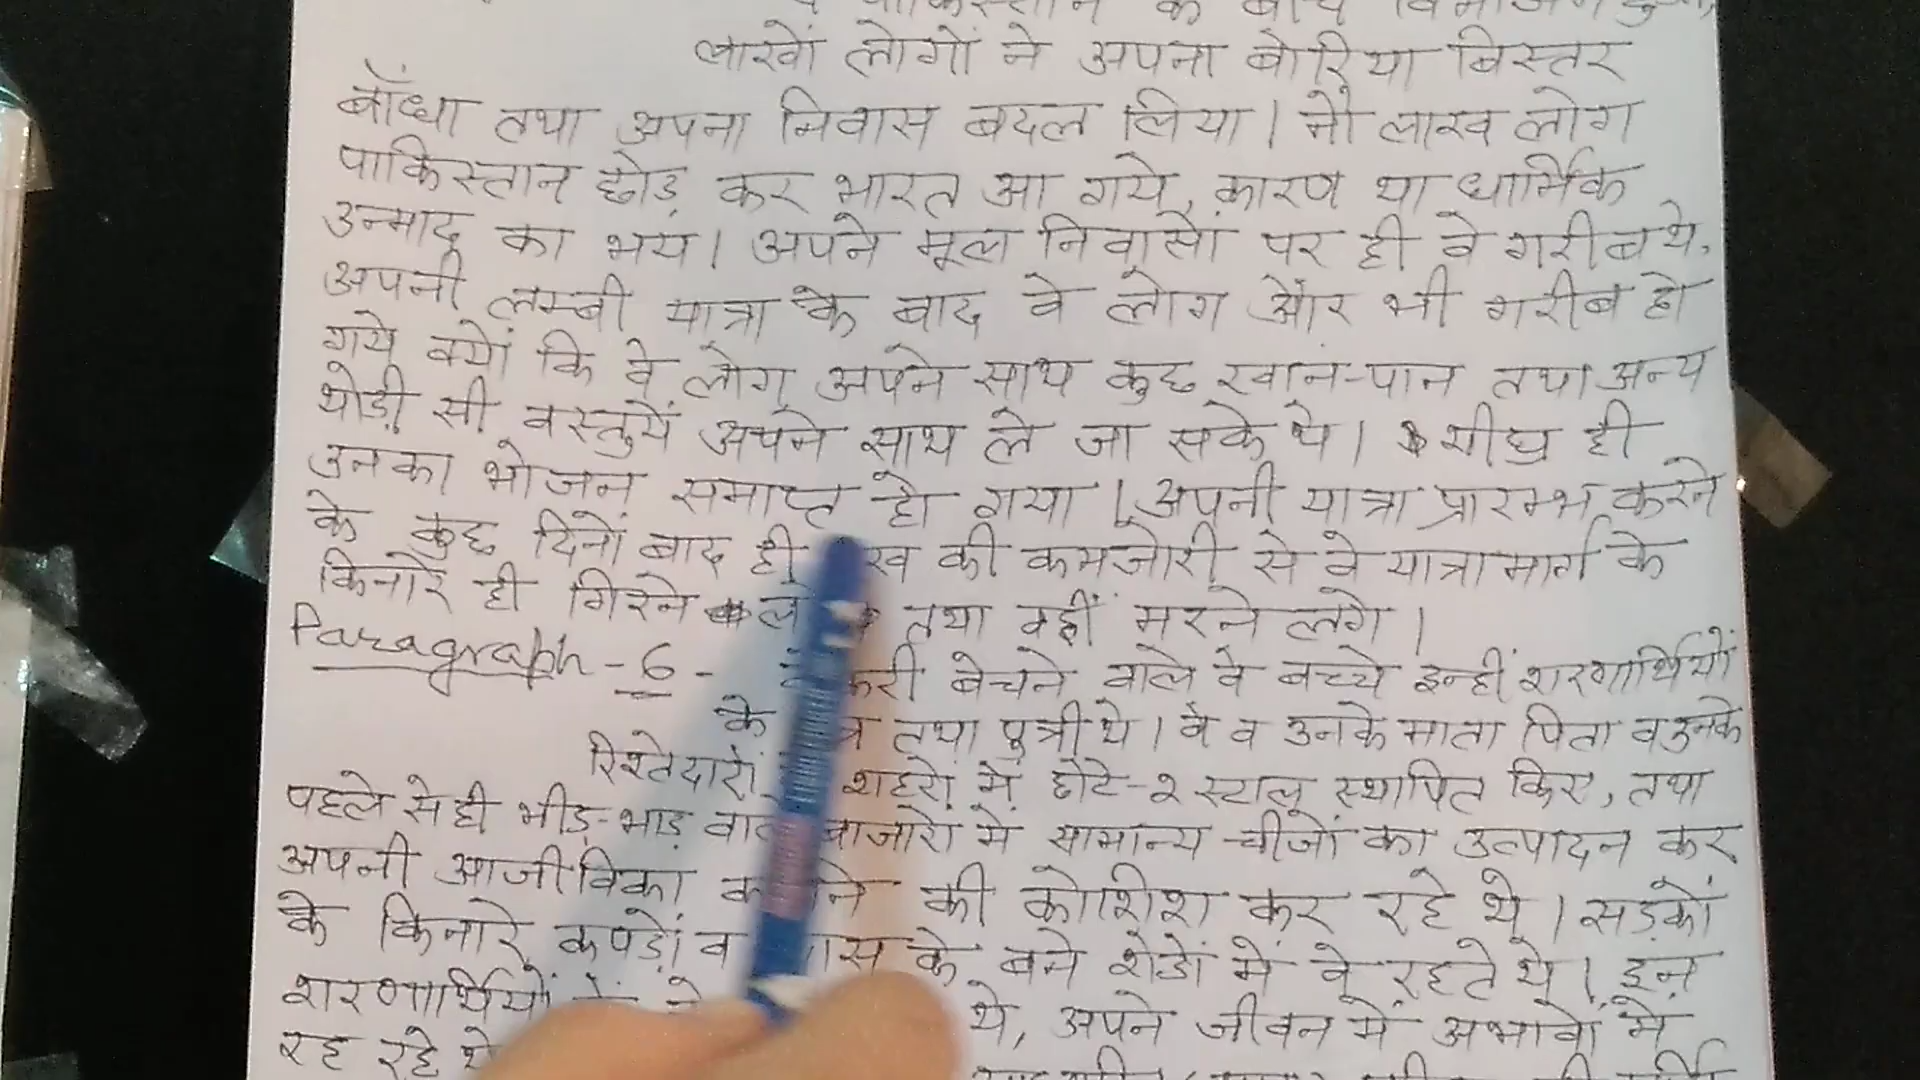 लाखों लोगों ने अपना बोरिया बिस्तर
बाँधा तथा अपना निवास बदल लिया। नौ लाख लोग
पाकिस्तान छोड़ कर भारत आ गये, कारण था धार्मिक
उन्माद का भय। अपने मूल निवासों पर ही वे गरीब थे,
अपनी लम्बी यात्रा के बाद वे लोग और भी गरीब हो
गये क्यों कि वे लोग अपने साथ कुछ खान-पान तथा अन्य
थोड़ी सी वस्तुयें अपने साथ ले जा सके थे। शीघ्र ही
उनका भोजन समाप्त हो गया। अपनी यात्रा प्रारम्भ करने
के कुछ दिनों बाद ही की कमजोरी से वे यात्रा मार्ग के
किनारे ही गिरने तथा वहीं मरने लगे।
Paragraph-6- बेचने वाले वे बच्चे इन्हीं शरणार्थियों
के तथा पुत्री थे। वे व उनके माता पिता व उनके
रिश्तेदारों शहरों में छोटे-२ स्टाल स्थापित किए, तथा
पहले से ही भीड़-भाड़ वाले बाजारों में सामान्य चीजों का उत्पादन कर
अपनी आजीविका की कोशिश कर रहे थे। सड़कों
के किनारे कपड़ों व के बने शेडों में वे रहते थे। इन
शरणार्थियों थे, अपने जीवन में अभावों में
रह रहे थे